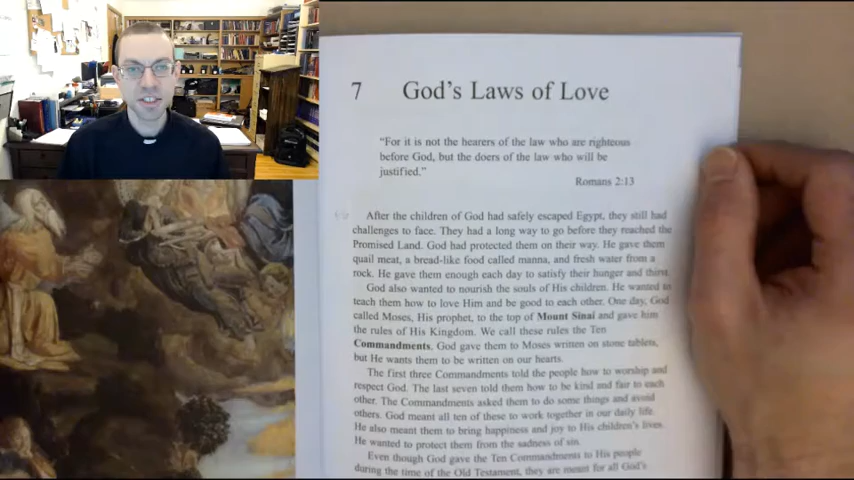 7 God's Laws of Love
"For it is not the hearers of the law who are righteous
before God, but the doers of the law who will be
justified."
Romans 2:13
After the children of God had safely escaped Egypt, they still had
challenges to face. They had a long way to go before they reached the
Promised Land. God had protected them on their way. He gave them
quail meat, a bread-like food called manna, and fresh water from a
rock. He gave them enough each day to satisfy their hunger and thirst.
God also wanted to nourish the souls of His children. He wanted to
teach them how to love Him and be good to each other. One day, God
called Moses, His prophet, to the top of Mount Sinai and gave him
the rules of His Kingdom. We call these rules the Ten
Commandments. God gave them to Moses written on stone tablets,
but He wants them to be written on our hearts.
The first three Commandments told the people how to worship and
respect God. The last seven told them how to be kind and fair to each
other. The Commandments asked them to do some things and avoid
others. God meant all ten of these to work together in our daily life.
He also meant them to bring happiness and joy to His children's lives.
He wanted to protect them from the sadness of sin.
Even though God gave the Ten Commandments to His people
during the time of the Old Testament, they are meant for all God's